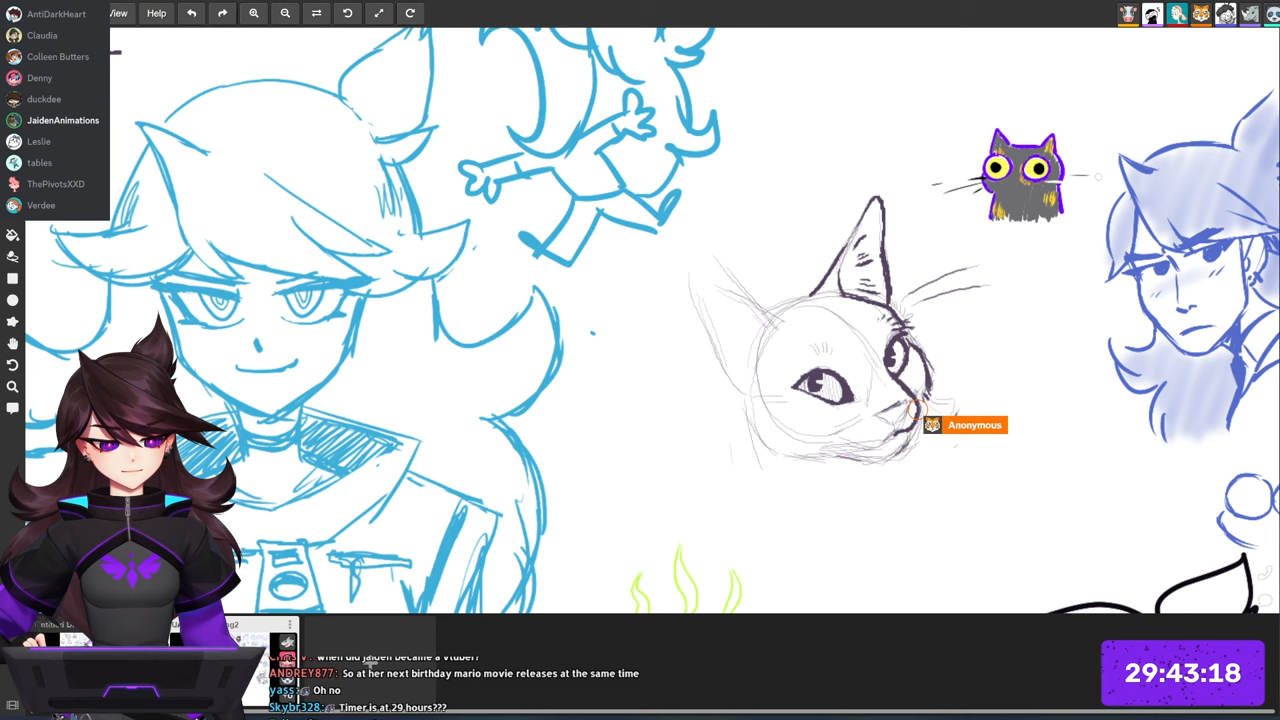 AntiDarkHeart
Claudia
Colleen Butters
Denny
duckdee
JaidenAnimations
Leslie
tables
ThePivotsXXD
Verdee
View
Help
Anonymous
when did jaiden became a vtuber?
ANDREY877: So at her next birthday mario movie releases at the same time
yass: Oh no
Skybr328: Timer is at 29 hours???
29:43:18